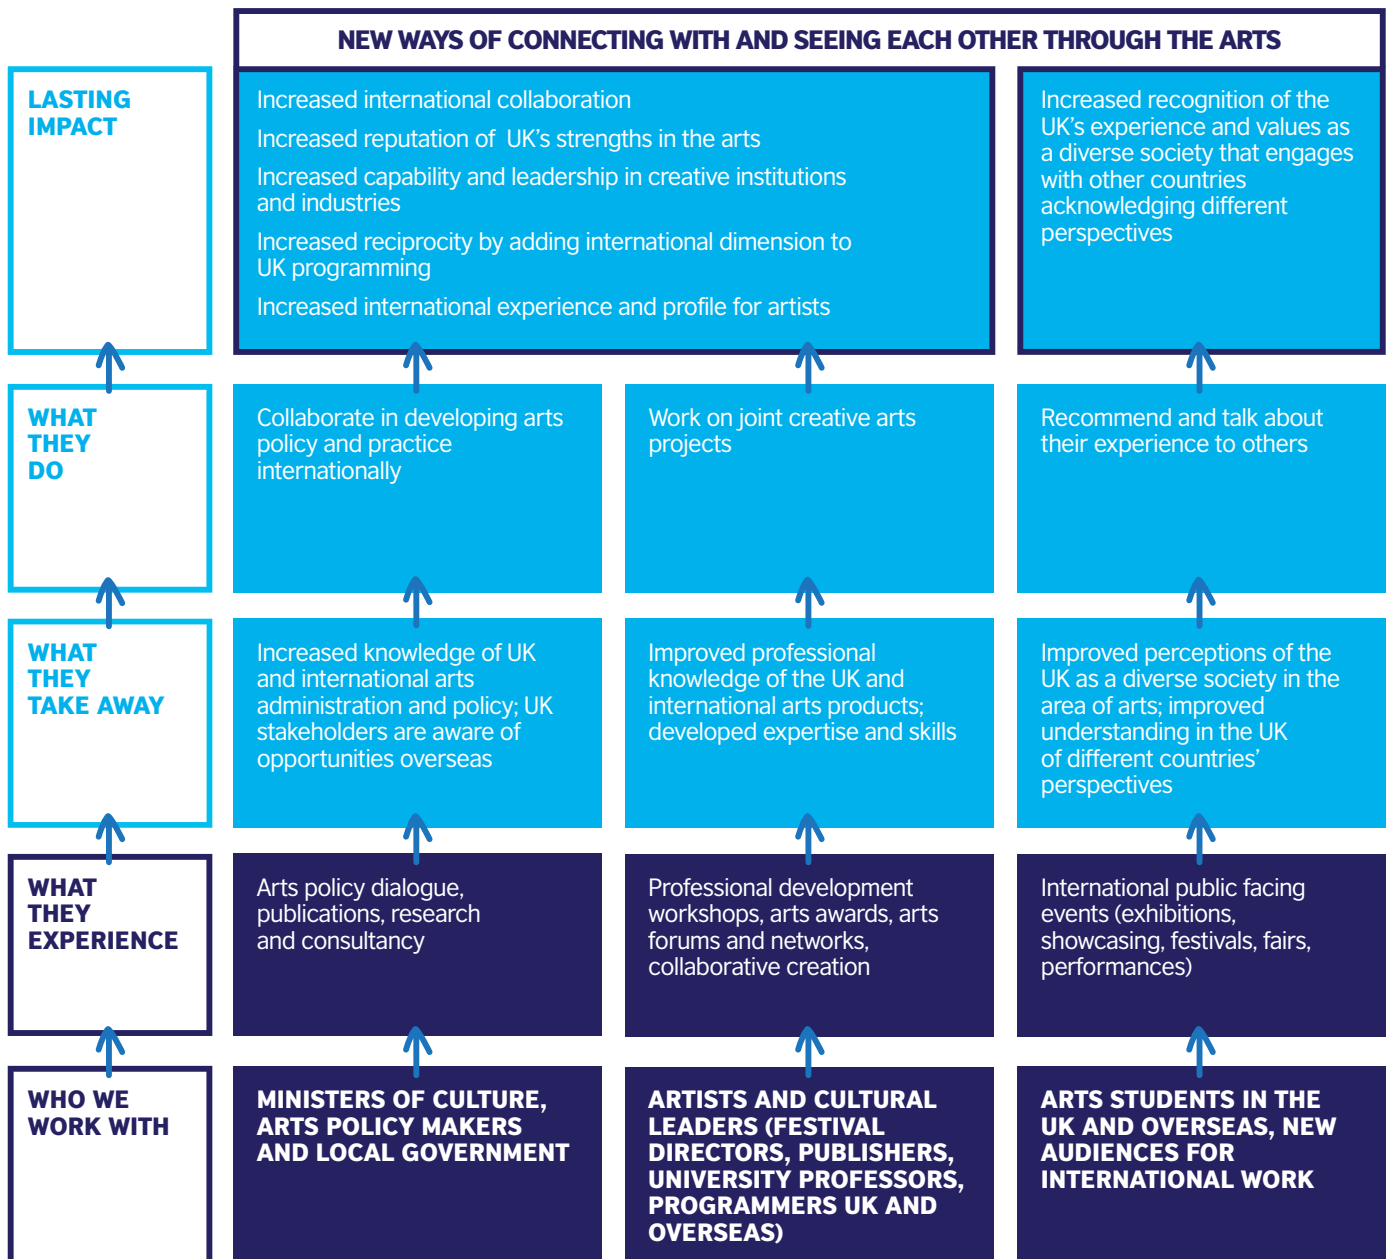 NEW WAYS OF CONNECTING WITH AND SEEING EACH OTHER THROUGH THE ARTS
LASTING
IMPACT
Increased international collaboration
Increased reputation of UK's strengths in the arts
Increased capability and leadership in creative institutions
and industries
Increased reciprocity by adding international dimension to
UK programming
Increased international experience and profile for artists
Increased recognition of the
UK's experience and values as
a diverse society that engages
with other countries
acknowledging different
perspectives
WHAT
THEY
DO
Collaborate in developing arts
policy and practice
internationally
Work on joint creative arts
projects
Recommend and talk about
their experience to others
WHAT
THEY
TAKE AWAY
Increased knowledge of UK
and international arts
administration and policy; UK
stakeholders are aware of
opportunities overseas
Improved professional
knowledge of the UK and
international arts products;
developed expertise and skills
Improved perceptions of the
UK as a diverse society in the
area of arts; improved
understanding in the UK
of different countries'
perspectives
WHAT
THEY
EXPERIENCE
Arts policy dialogue,
publications, research
and consultancy
Professional development
workshops, arts awards, arts
forums and networks,
collaborative creation
International public facing
events (exhibitions,
showcasing, festivals, fairs,
performances)
WHO WE
WORK WITH
MINISTERS OF CULTURE,
ARTS POLICY MAKERS
AND LOCAL GOVERNMENT
ARTISTS AND CULTURAL
LEADERS (FESTIVAL
DIRECTORS, PUBLISHERS,
UNIVERSITY PROFESSORS,
PROGRAMMERS UK AND
OVERSEAS)
ARTS STUDENTS IN THE
UK AND OVERSEAS, NEW
AUDIENCES FOR
INTERNATIONAL WORK